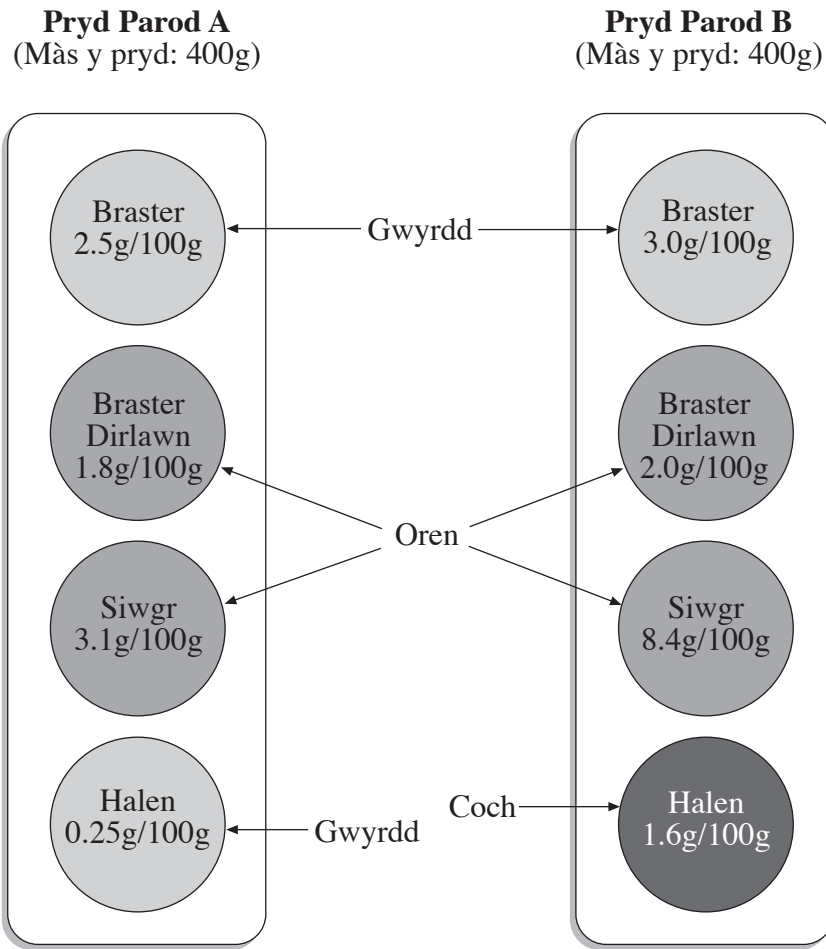 Pryd Parod A
(Màs y pryd: 400g)
Braster
2.5g/100g
Braster
Dirlawn
1.8g/100g
Siwgr
3.1g/100g
Halen
0.25g/100g
Gwyrdd
Oren
Gwyrdd
Coch
Pryd Parod B
(Màs y pryd: 400g)
Braster
3.0g/100g
Braster
Dirlawn
2.0g/100g
Siwgr
8.4g/100g
Halen
1.6g/100g